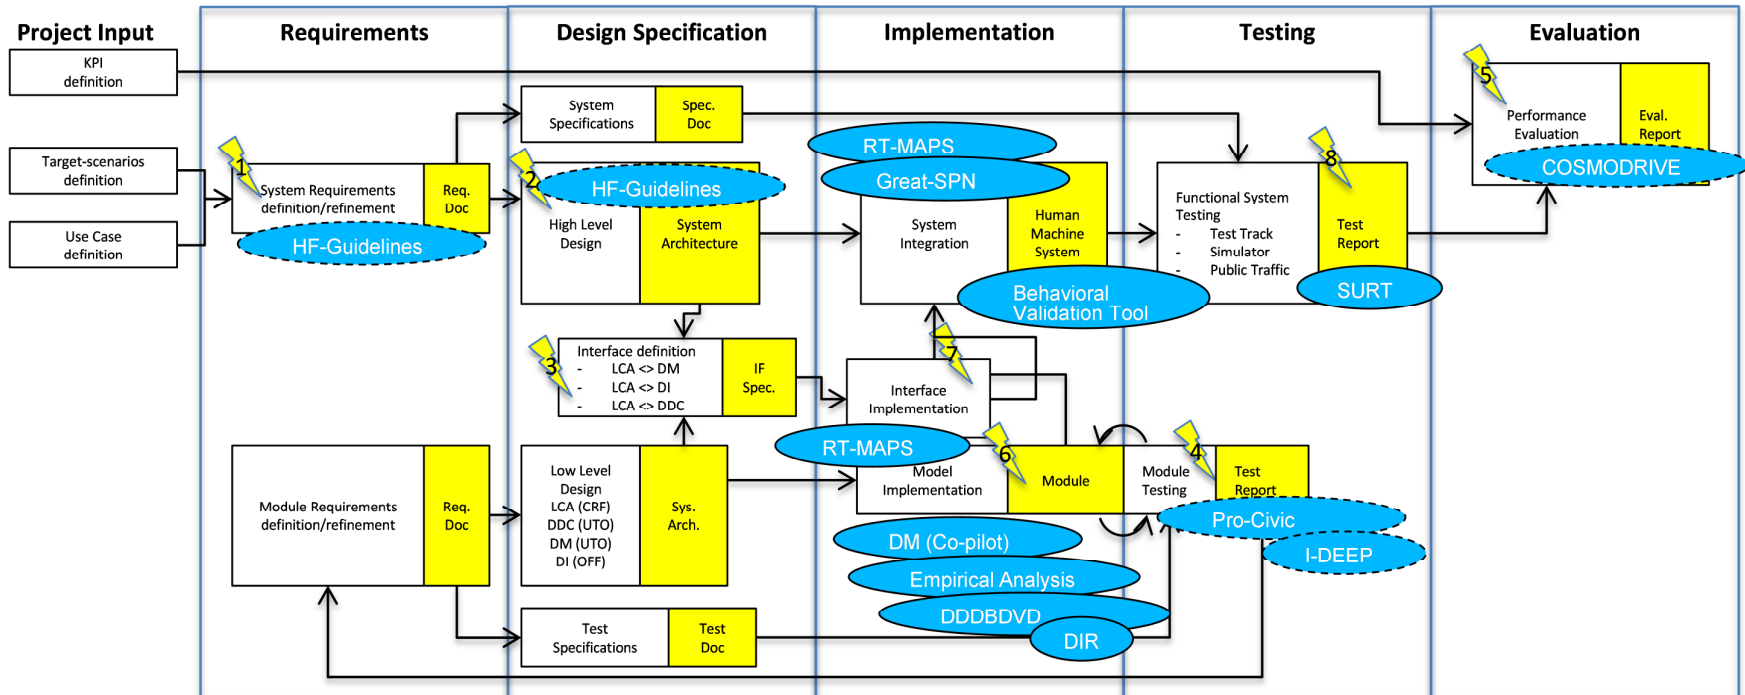 Project Input
Requirements
Design Specification
Implementation
Testing
Evaluation
KPI
definition
Target-scenarios
definition
Use Case
definition
1
System Requirements
definition/refinement
Req.
Doc
HF-Guidelines
Module Requirements
definition/refinement
Req.
Doc
System
Specifications
Spec.
Doc
2
HF-Guidelines
High Level
Design
System
Architecture
3
Interface definition
- LCA <> DM
- LCA <> DI
- LCA <> DDC
IF
Spec.
Low Level
Design
LCA (CRF)
DDC (UTO)
DM (UTO)
DI (OFF)
Sys.
Arch.
Test
Specifications
Test
Doc
RT-MAPS
Great-SPN
System
Integration
Human
Machine
System
Behavioral
Validation Tool
7
Interface
Implementation
RT-MAPS
6
Model
Implementation
Module
DM (Co-pilot)
Empirical Analysis
DDDBDVD
DIR
8
Functional System
Testing
- Test Track
- Simulator
- Public Traffic
Test
Report
SURT
4
Module
Testing
Test
Report
Pro-Civic
I-DEEP
5
Performance
Evaluation
Eval.
Report
COSMODRIVE